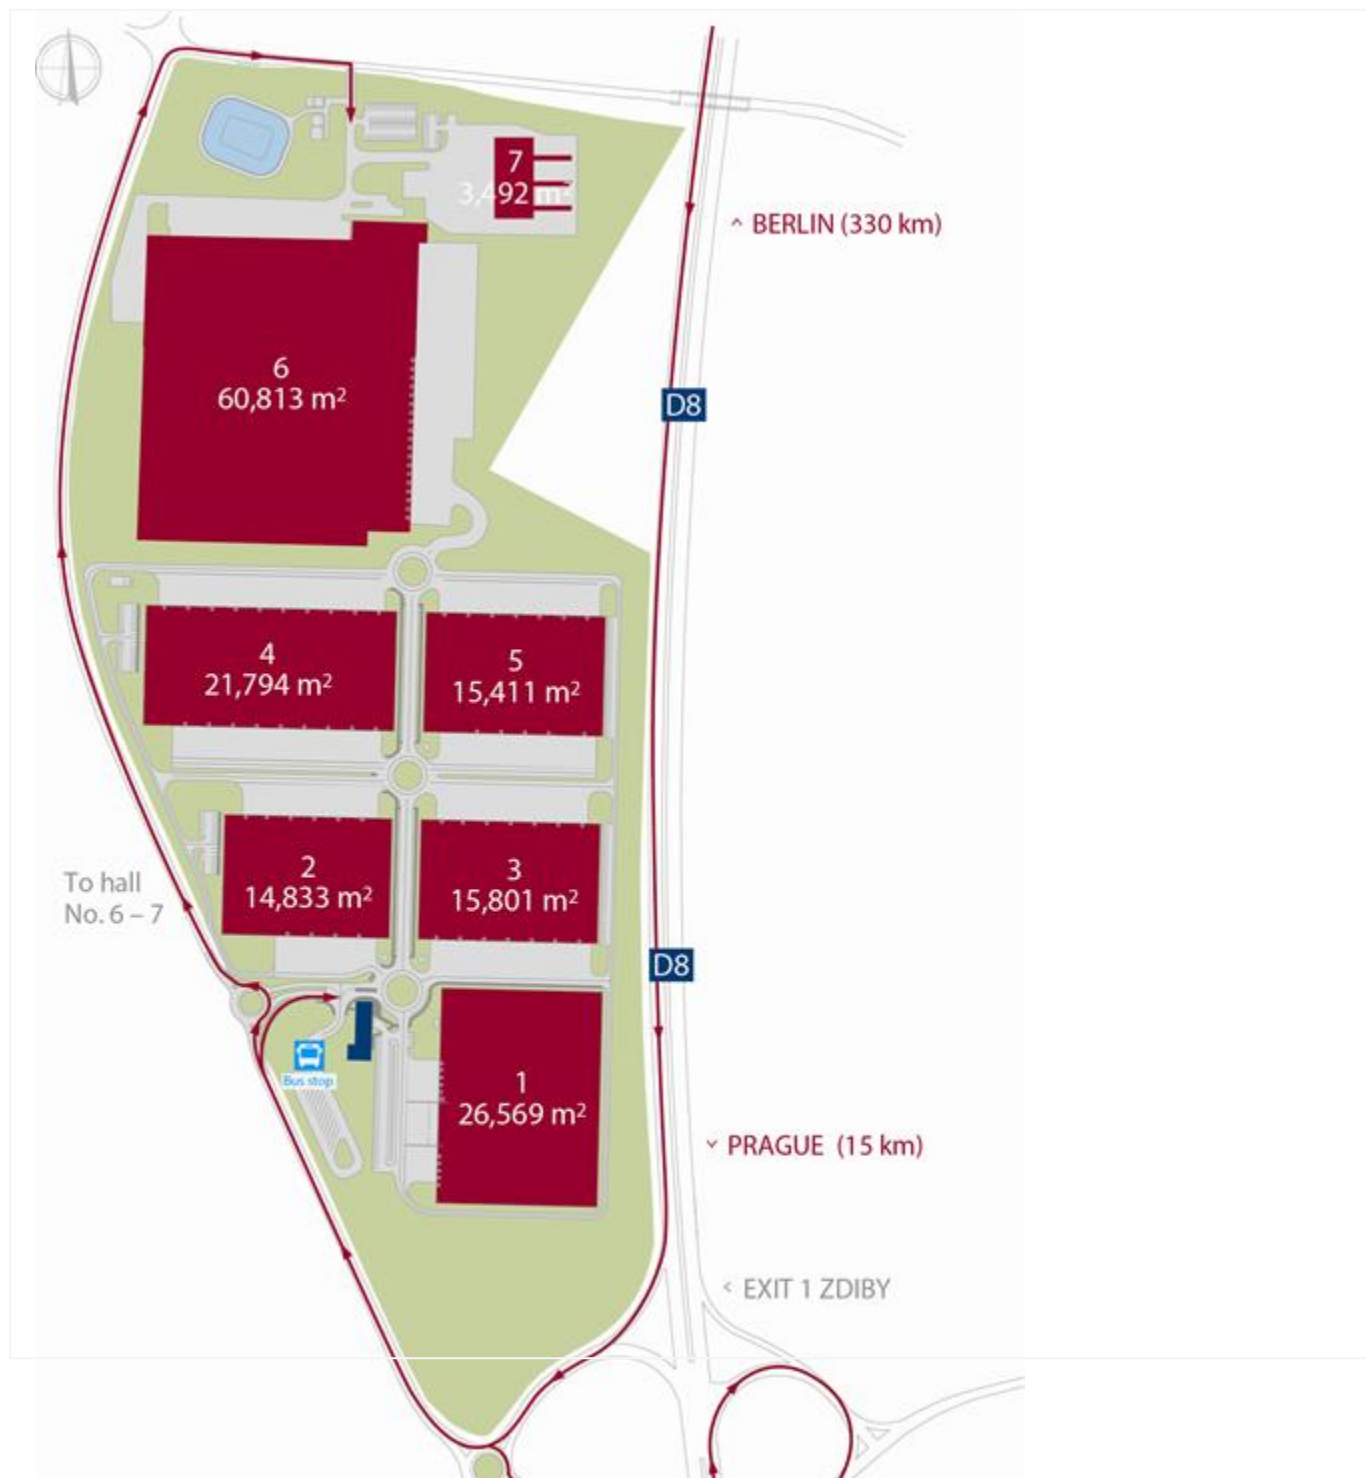 7
3,492 m²
^ BERLIN (330 km)
6
60,813 m²
D8
4
21,794 m²
5
15,411 m²
2
14,833 m²
3
15,801 m²
To hall
No. 6 – 7
D8
Bus stop
1
26,569 m²
˅ PRAGUE (15 km)
< EXIT 1 ZDIBY